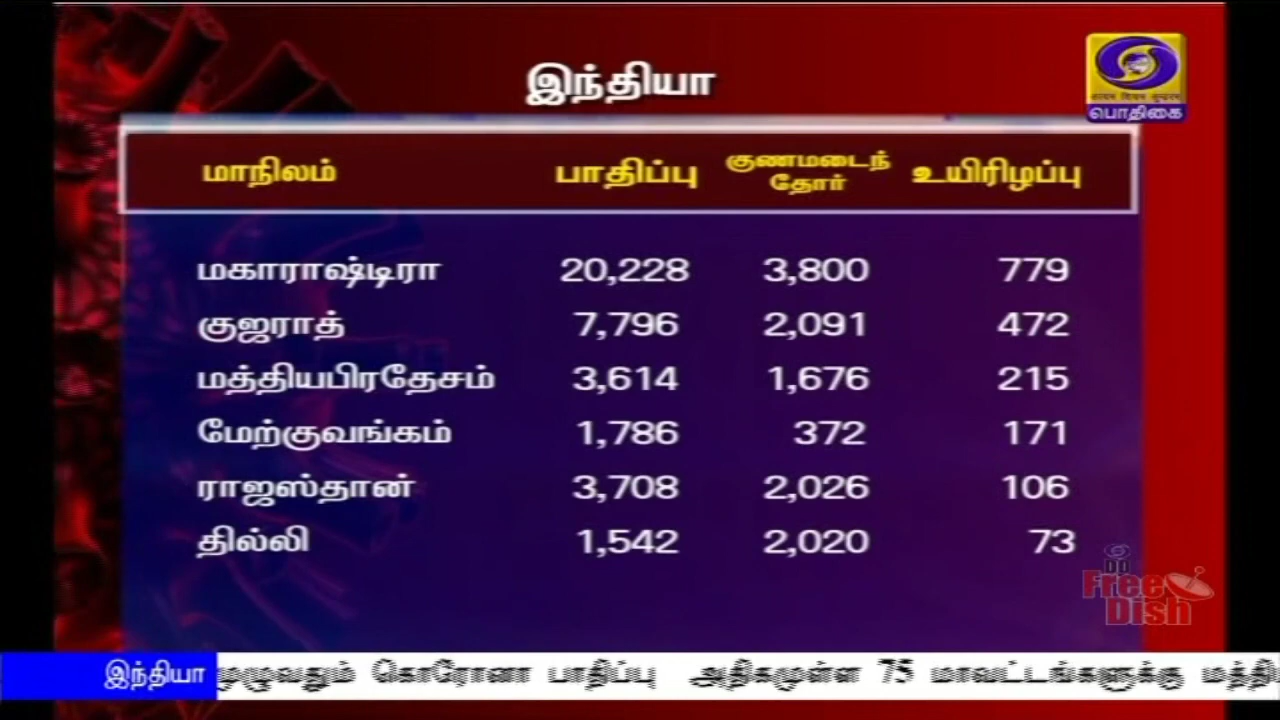 இந்தியா
பொதிகை
மாநிலம் பாதிப்பு குணமடைந்தோர் உயிரிழப்பு
மகாராஷ்டிரா 20,228 3,800 779
குஜராத் 7,796 2,091 472
மத்தியபிரதேசம் 3,614 1,676 215
மேற்குவங்கம் 1,786 372 171
ராஜஸ்தான் 3,708 2,026 106
தில்லி 1,542 2,020 73
DD
Free
Dish
இந்தியா முழுவதும் கொரோனா பாதிப்பு அதிகமுள்ள 75 மாவட்டங்களுக்கு மத்தி